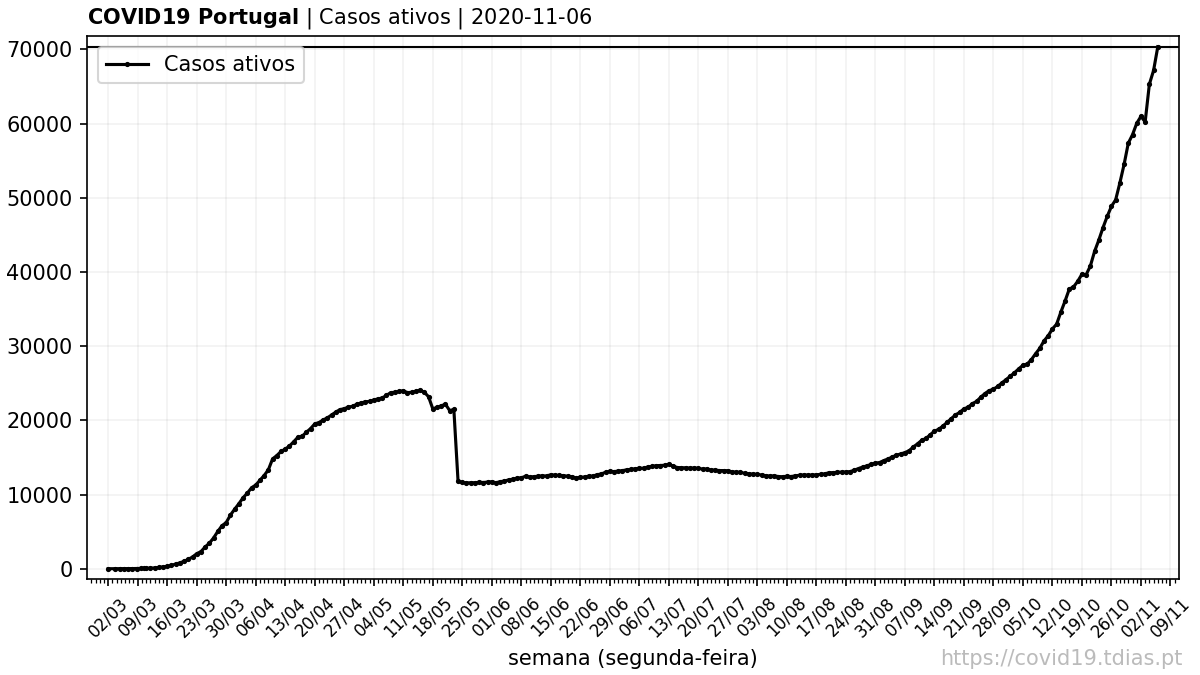 COVID19 Portugal | Casos ativos | 2020-11-06
Casos ativos
70000
60000
50000
40000
30000
20000
10000
0
02/03 09/03 16/03 23/03 30/03 06/04 13/04 20/04 27/04 04/05 11/05 18/05 25/05 01/06 08/06 15/06 22/06 29/06 06/07 13/07 20/07 27/07 03/08 10/08 17/08 24/08 31/08 07/09 14/09 21/09 28/09 05/10 12/10 19/10 26/10 02/11 09/11
semana (segunda-feira)
https://covid19.tdias.pt